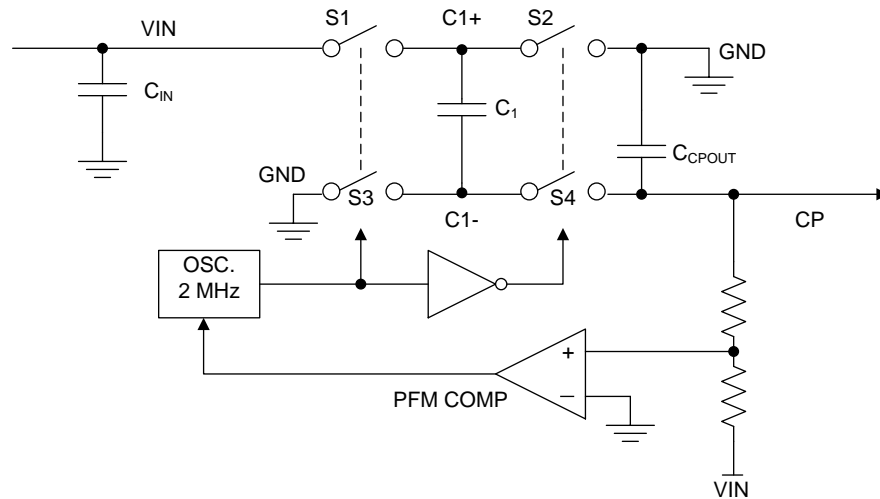 VIN
S1
C1+
S2
GND
CIN
C1
CCPOUT
GND
S3
C1-
S4
CP
OSC.
2 MHz
+
−
PFM COMP
VIN